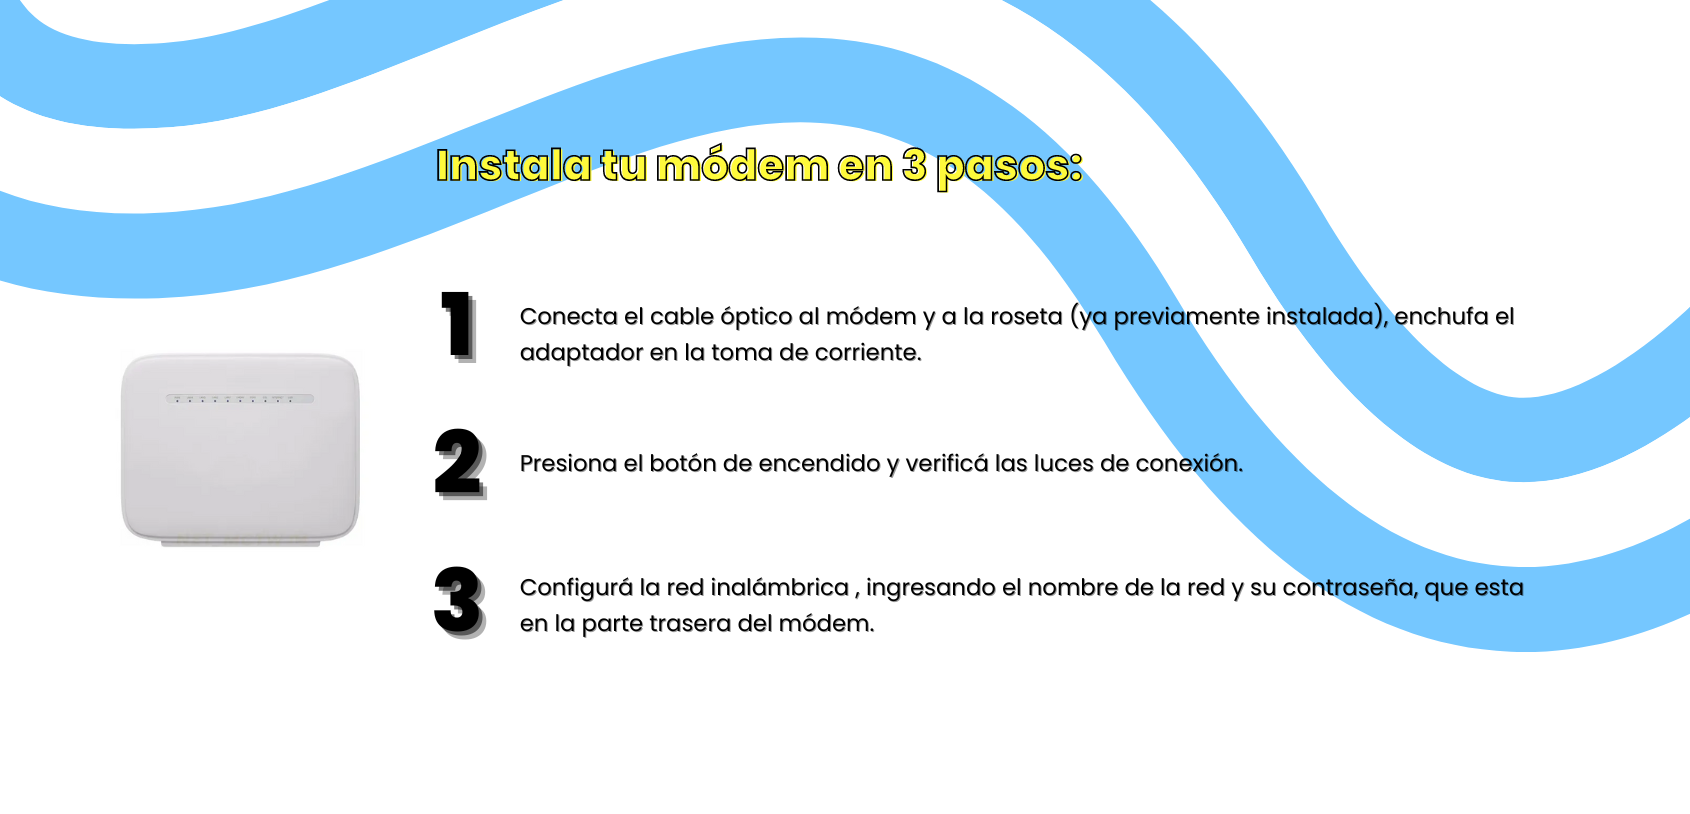 Instala tu módem en 3 pasos:
1
Conecta el cable óptico al módem y a la roseta (ya previamente instalada), enchufa el
adaptador en la toma de corriente.
2
Presiona el botón de encendido y verificá las luces de conexión.
3
Configurá la red inalámbrica , ingresando el nombre de la red y su contraseña, que esta
en la parte trasera del módem.